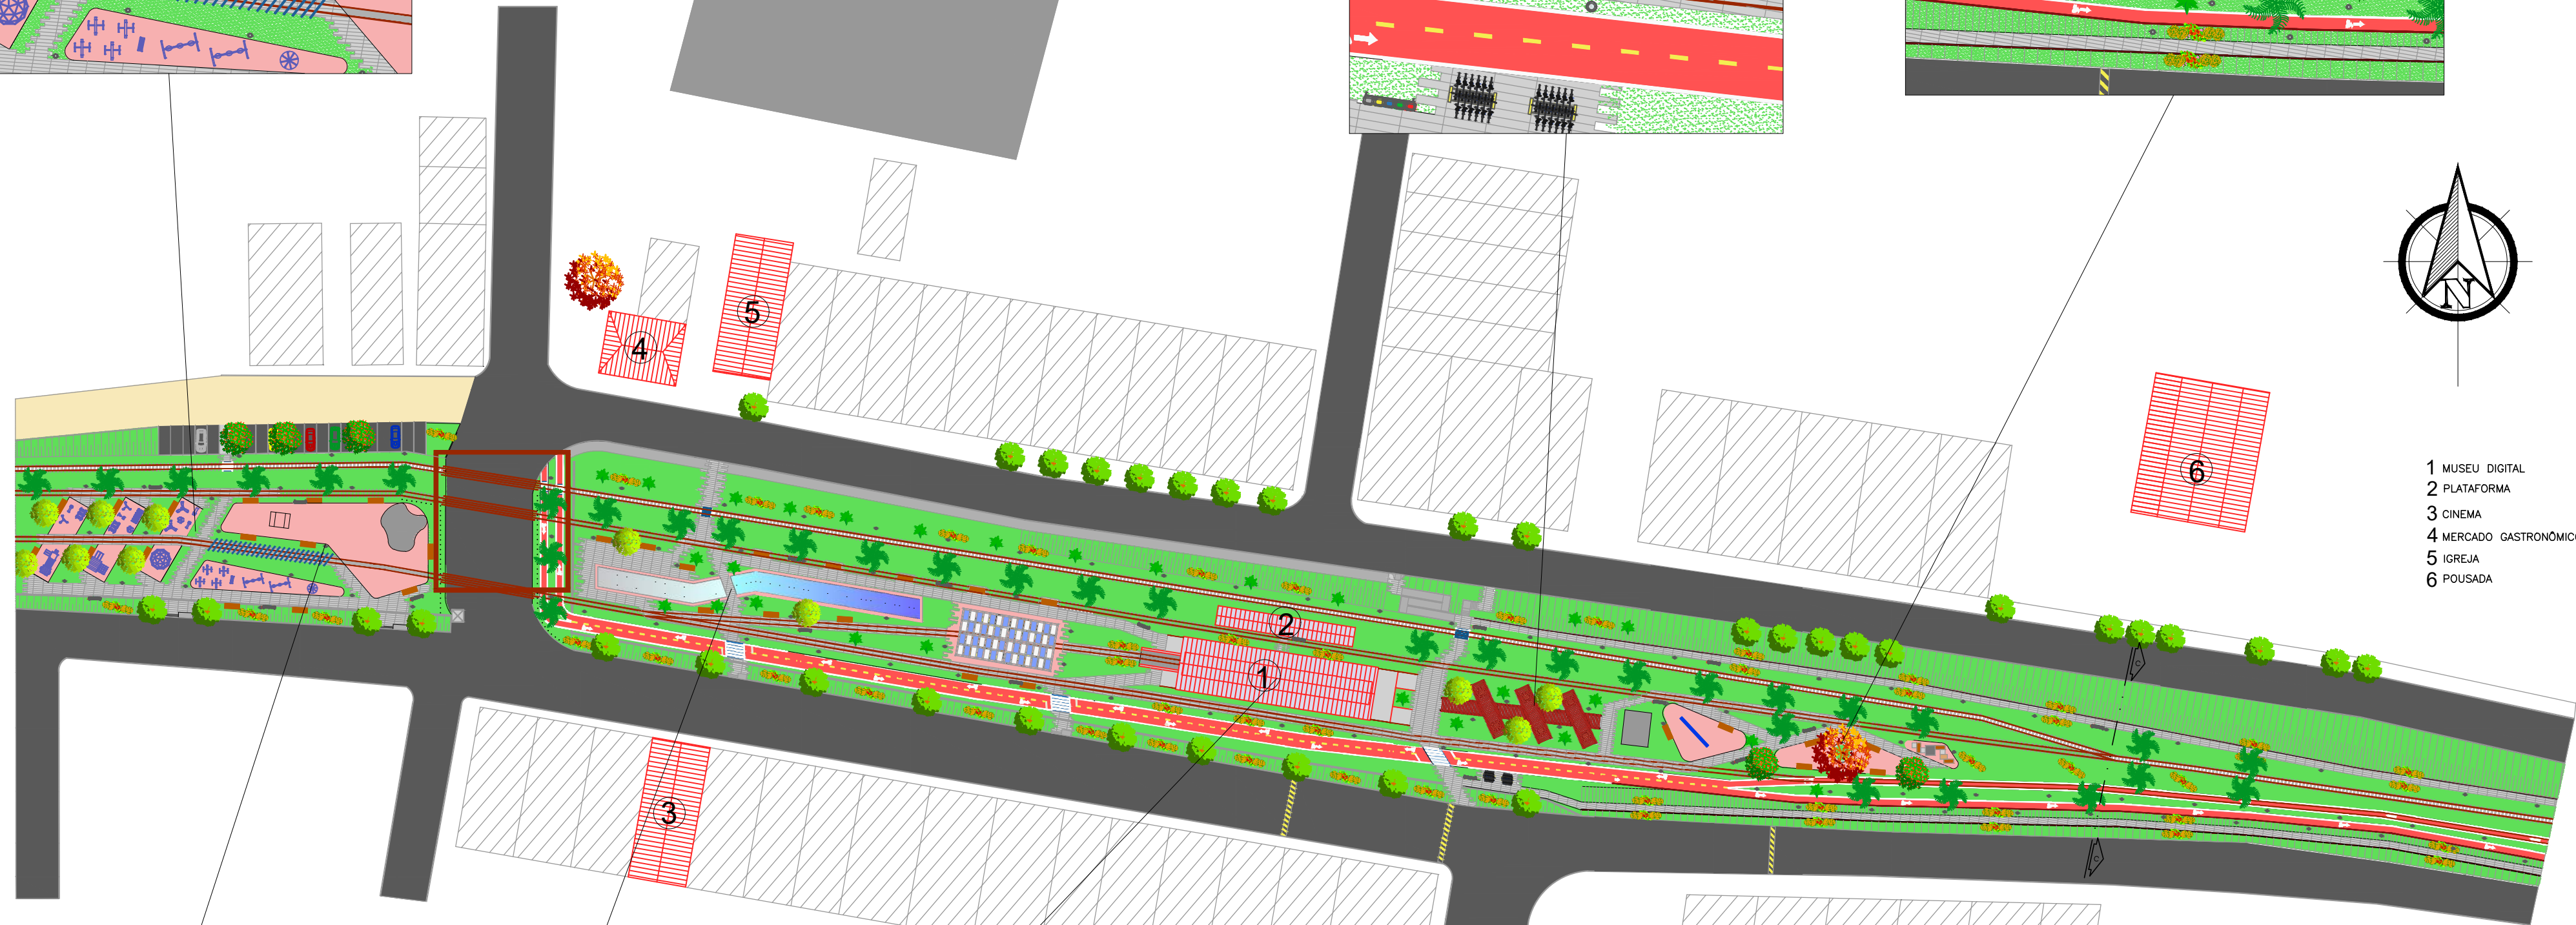 5
4
N
6
1 MUSEU DIGITAL
2 PLATAFORMA
3 CINEMA
4 MERCADO GASTRONÔMICO
5 IGREJA
6 POUSADA
2
1
C
3
C